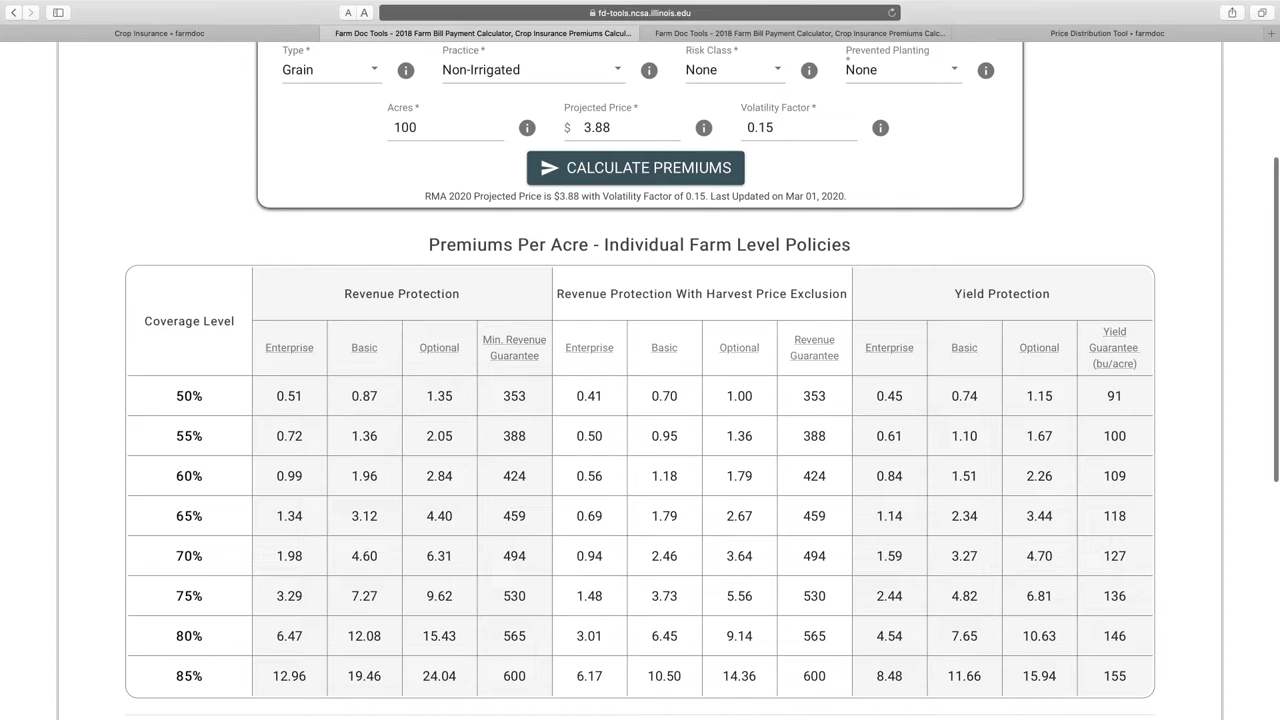 A A
fd-tools.ncsa.illinois.edu
Crop Insurance • farmdoc
Farm Doc Tools - 2018 Farm Bill Payment Calculator, Crop Insurance Premiums Calcul...
Farm Doc Tools - 2018 Farm Bill Payment Calculator, Crop Insurance Premiums Calc...
Price Distribution Tool • farmdoc
Type *
Practice *
Risk Class *
Prevented Planting *
Grain
Non-Irrigated
None
None
Acres *
Projected Price *
Volatility Factor *
100
$ 3.88
0.15
CALCULATE PREMIUMS
RMA 2020 Projected Price is $3.88 with Volatility Factor of 0.15. Last Updated on Mar 01, 2020.
Premiums Per Acre - Individual Farm Level Policies
Coverage Level
Revenue Protection
Revenue Protection With Harvest Price Exclusion
Yield Protection
Enterprise Basic Optional Min. Revenue Guarantee Enterprise Basic Optional Revenue Guarantee Enterprise Basic Optional Yield Guarantee (bu/acre)
50% 0.51 0.87 1.35 353 0.41 0.70 1.00 353 0.45 0.74 1.15 91
55% 0.72 1.36 2.05 388 0.50 0.95 1.36 388 0.61 1.10 1.67 100
60% 0.99 1.96 2.84 424 0.56 1.18 1.79 424 0.84 1.51 2.26 109
65% 1.34 3.12 4.40 459 0.69 1.79 2.67 459 1.14 2.34 3.44 118
70% 1.98 4.60 6.31 494 0.94 2.46 3.64 494 1.59 3.27 4.70 127
75% 3.29 7.27 9.62 530 1.48 3.73 5.56 530 2.44 4.82 6.81 136
80% 6.47 12.08 15.43 565 3.01 6.45 9.14 565 4.54 7.65 10.63 146
85% 12.96 19.46 24.04 600 6.17 10.50 14.36 600 8.48 11.66 15.94 155